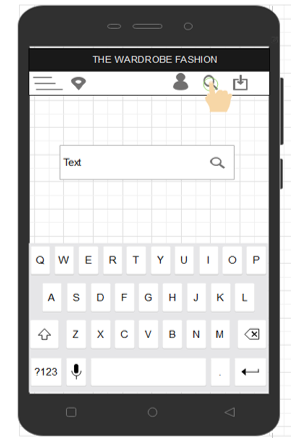 THE WARDROBE FASHION
Text
Q W E R T Y U I O P
A S D F G H J K L
Z X C V B N M
?123 .